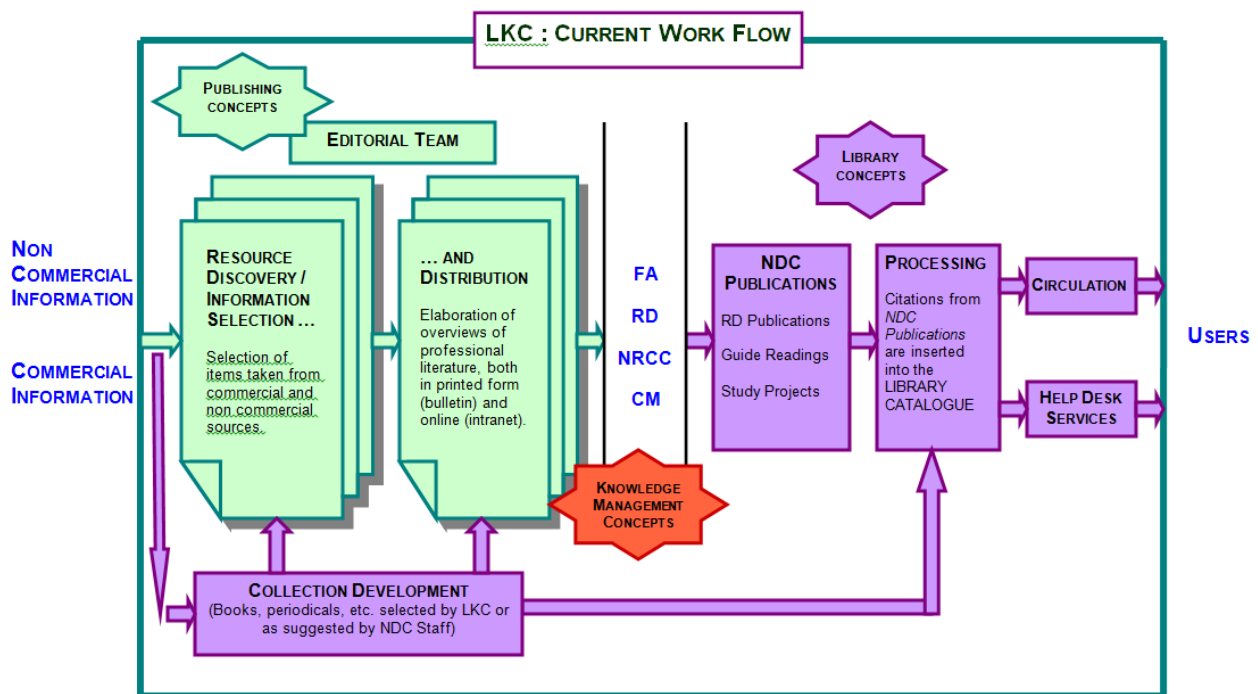 LKC : CURRENT WORK FLOW
PUBLISHING
CONCEPTS
EDITORIAL TEAM
LIBRARY
CONCEPTS
NON
COMMERCIAL
INFORMATION
COMMERCIAL
INFORMATION
RESOURCE
DISCOVERY /
INFORMATION
SELECTION ...
Selection of
items taken from
commercial and
non commercial
sources.
... AND
DISTRIBUTION
Elaboration of
overviews of
professional
literature, both
in printed form
(bulletin) and
online (intranet).
FA
RD
NRCC
CM
KNOWLEDGE
MANAGEMENT
CONCEPTS
NDC
PUBLICATIONS
RD Publications
Guide Readings
Study Projects
PROCESSING
Citations from
NDC
Publications
are inserted
into the
LIBRARY
CATALOGUE
CIRCULATION
HELP DESK
SERVICES
USERS
COLLECTION DEVELOPMENT
(Books, periodicals, etc. selected by LKC or
as suggested by NDC Staff)